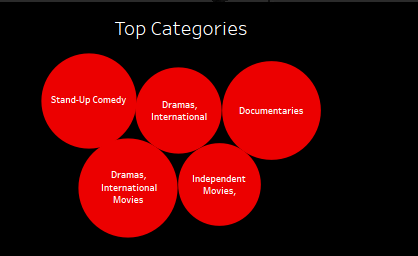 Top Categories
Stand-Up Comedy
Dramas,
International
Documentaries
Dramas,
International
Movies
Independent
Movies,